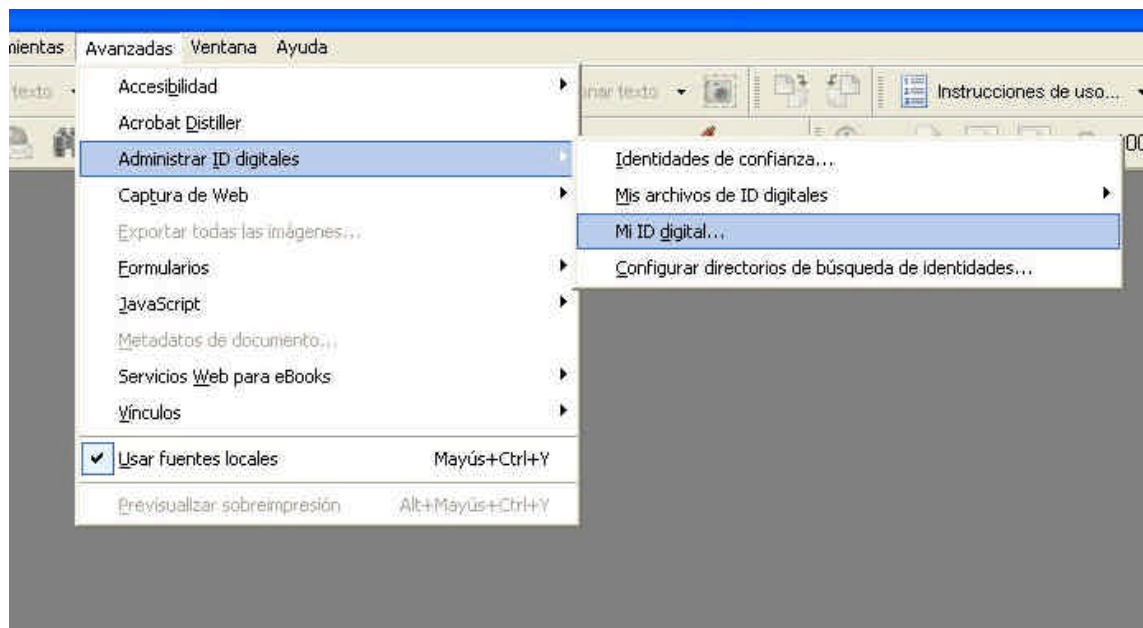 Avanzadas Ventana Ayuda
Accesibilidad
texto
Instrucciones de uso...
Acrobat Distiller
Administrar ID digitales
Identidades de confianza...
Captura de Web
Mis archivos de ID digitales
Exportar todas las imágenes...
Mi ID digital...
Formularios
Configurar directorios de búsqueda de identidades...
JavaScript
Metadatos de documento...
Servicios Web para eBooks
Vínculos
Usar fuentes locales Mayús+Ctrl+Y
Previsualizar sobreimpresión Alt+Mayús+Ctrl+Y